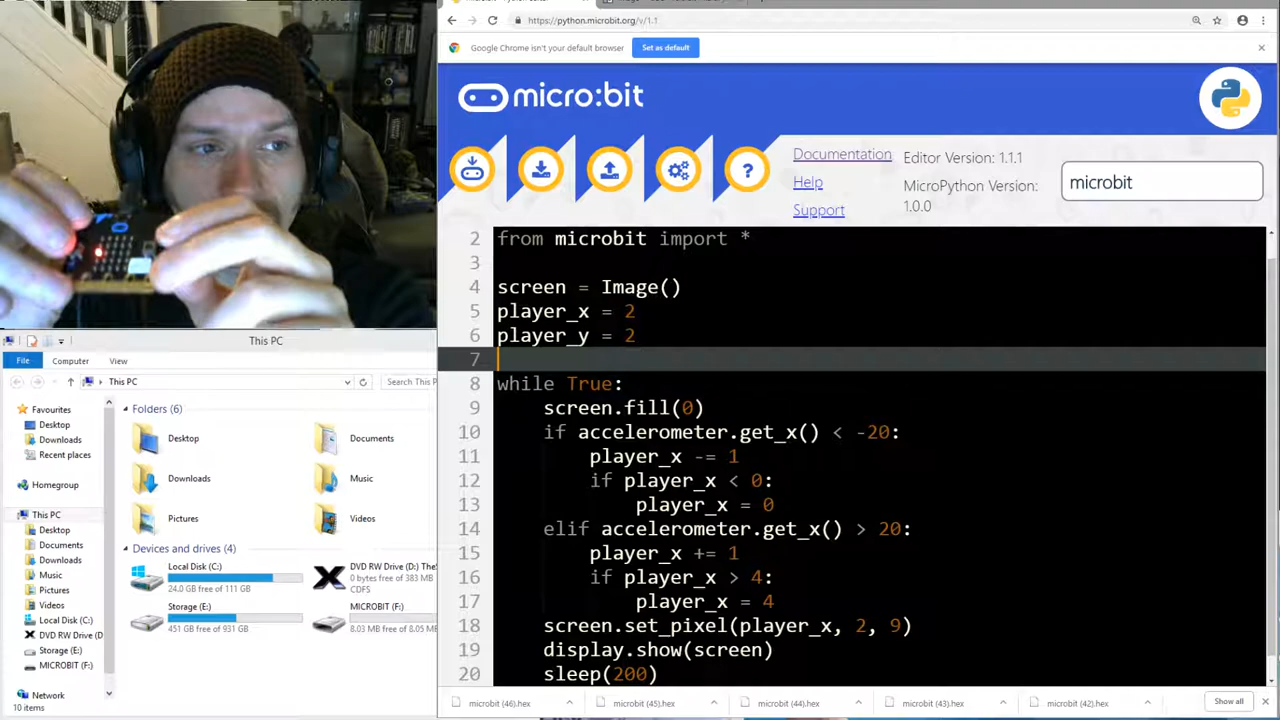 https://python.microbit.org/v/1.1
Google Chrome isn't your default browser
Set as default
micro:bit
?
Documentation
Help
Support
Editor Version: 1.1.1
MicroPython Version:
1.0.0
microbit
2 from microbit import *
3
4 screen = Image()
5 player_x = 2
6 player_y = 2
7
8 while True:
9 screen.fill(0)
10 if accelerometer.get_x() < -20:
11 player_x -= 1
12 if player_x < 0:
13 player_x = 0
14 elif accelerometer.get_x() > 20:
15 player_x += 1
16 if player_x > 4:
17 player_x = 4
18 screen.set_pixel(player_x, 2, 9)
19 display.show(screen)
20 sleep(200)
microbit (46).hex
microbit (45).hex
microbit (44).hex
microbit (43).hex
microbit (42).hex
Show all
This PC
File
Computer
View
This PC
Search This P
Favourites
Desktop
Downloads
Recent places
Homegroup
This PC
Desktop
Documents
Downloads
Music
Pictures
Videos
Local Disk (C:)
DVD RW Drive (D
Storage (E:)
MICROBIT (F:)
Network
Folders (6)
Desktop
Documents
Downloads
Music
Pictures
Videos
Devices and drives (4)
Local Disk (C:)
24.0 GB free of 111 GB
DVD RW Drive (D:) The
0 bytes free of 383 MB
CDFS
Storage (E:)
451 GB free of 931 GB
MICROBIT (F:)
8.03 MB free of 8.05 M
10 items